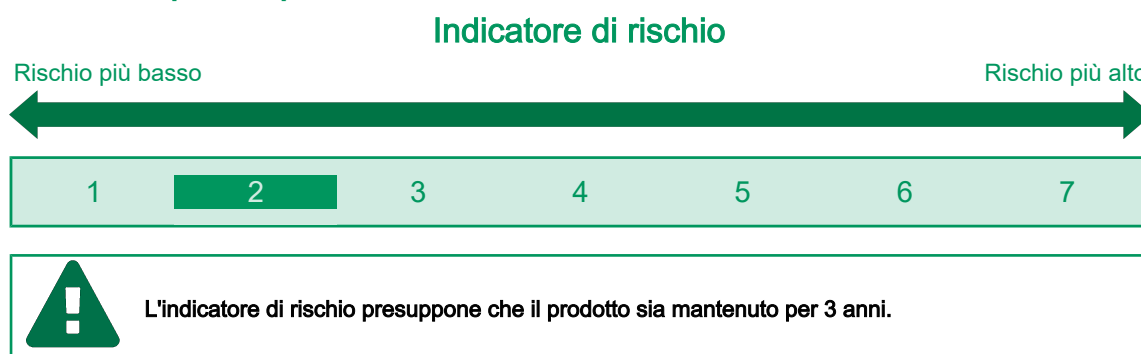 Indicatore di rischio
Rischio più basso Rischio più alto
1 2 3 4 5 6 7
L'indicatore di rischio presuppone che il prodotto sia mantenuto per 3 anni.